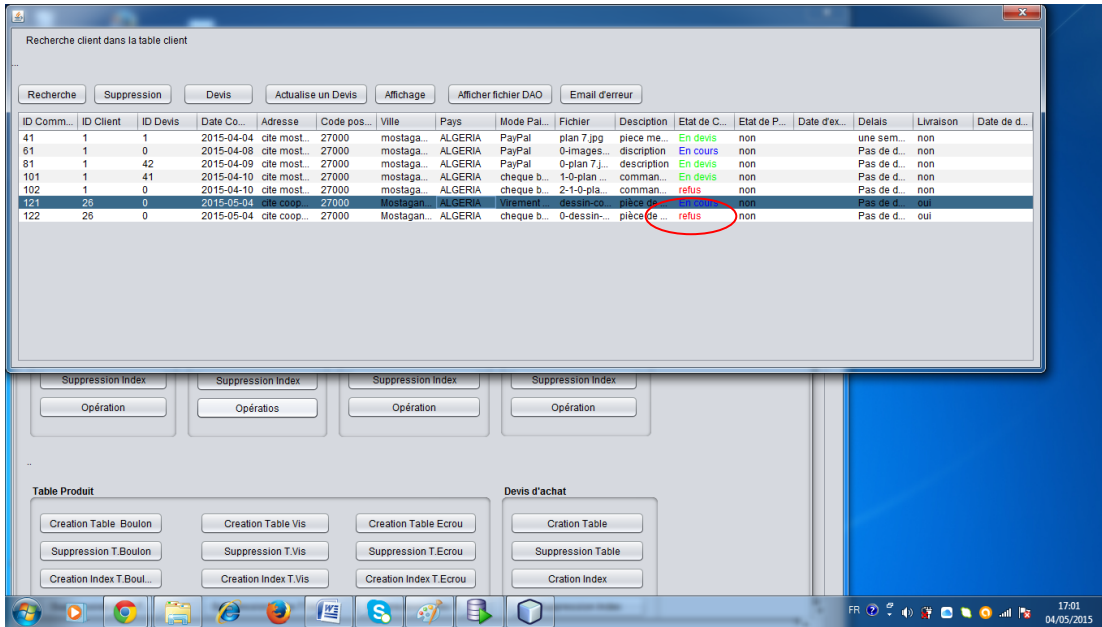 Recherche client dans la table client
...
Recherche Suppression Devis Actualise un Devis Affichage Afficher fichier DAO Email d'erreur
ID Comm... ID Client ID Devis Date Co... Adresse Code pos... Ville Pays Mode Pai... Fichier Desciption Etat de C... Etat de P... Date d'ex... Delais Livraison Date de d...
41 1 1 2015-04-04 cite most... 27000 mostaga... ALGERIA PayPal plan 7.jpg piece me... En devis non une sem... non
61 1 0 2015-04-08 cite most... 27000 mostaga... ALGERIA PayPal 0-images... discription En cours non Pas de d... non
81 1 42 2015-04-09 cite most... 27000 mostaga... ALGERIA PayPal 0-plan 7.j... description En devis non Pas de d... non
101 1 41 2015-04-10 cite most... 27000 mostaga... ALGERIA cheque b... 1-0-plan ... comman... En devis non Pas de d... non
102 1 0 2015-04-10 cite most... 27000 mostaga... ALGERIA cheque b... 2-1-0-pla... comman... refus non Pas de d... non
121 26 0 2015-05-04 cite coop... 27000 Mostagan... ALGERIA Virement ... dessin-co... pièce de ... En cours non Pas de d... oui
122 26 0 2015-05-04 cite coop... 27000 Mostagan... ALGERIA cheque b... 0-dessin-... pièce de ... refus non Pas de d... oui
Suppression Index Suppression Index Suppression Index Suppression Index
Opération Opératios Opération Opération
..
Table Produit Devis d'achat
Creation Table Boulon Creation Table Vis Creation Table Ecrou Cration Table
Suppression T.Boulon Suppression T.Vis Suppression T.Ecrou Suppression Table
Creation Index T.Boul... Creation Index T.Vis Creation Index T.Ecrou Cration Index
FR 17:01
04/05/2015